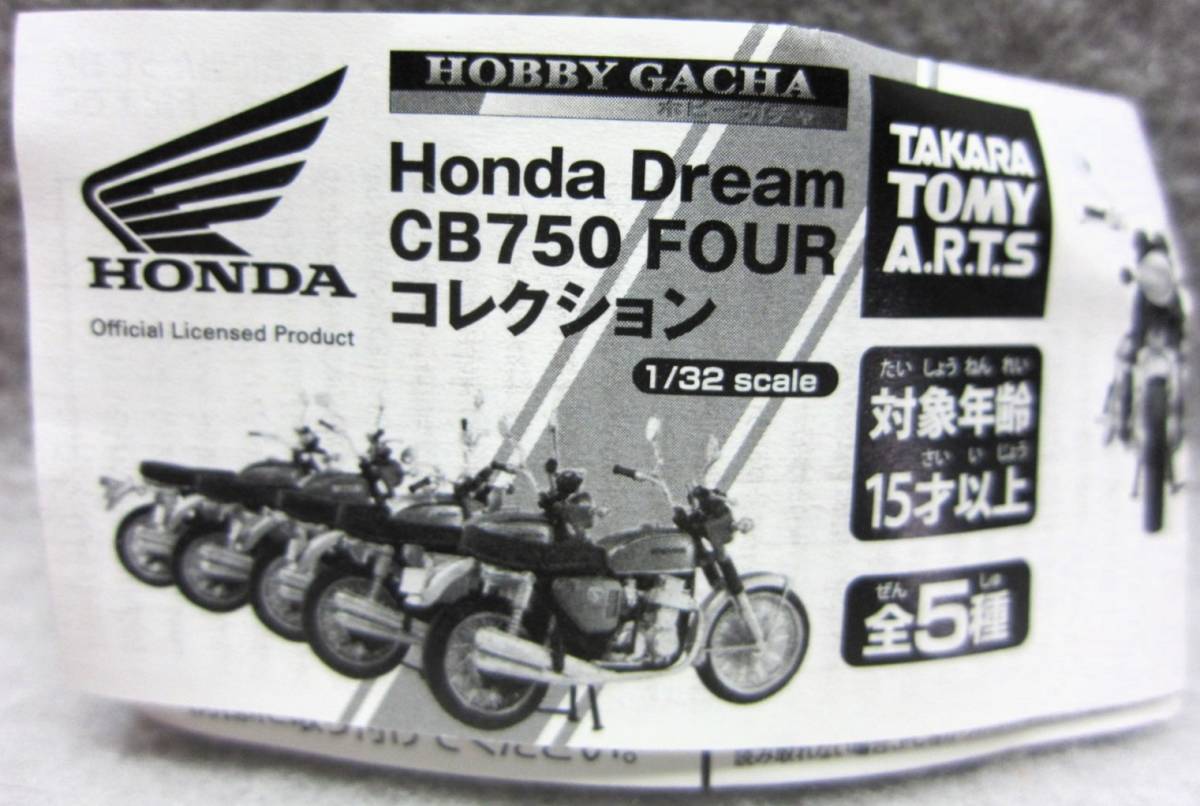 HOBBY GACHA
ホビーガチャ
HONDA
Official Licensed Product
Honda Dream
CB750 FOUR
コレクション
1/32 scale
TAKARA
TOMY
A.R.T.S
たいしょうねんれい
対象年齢
さいいじょう
15才以上
ぜん しゅ
全5種